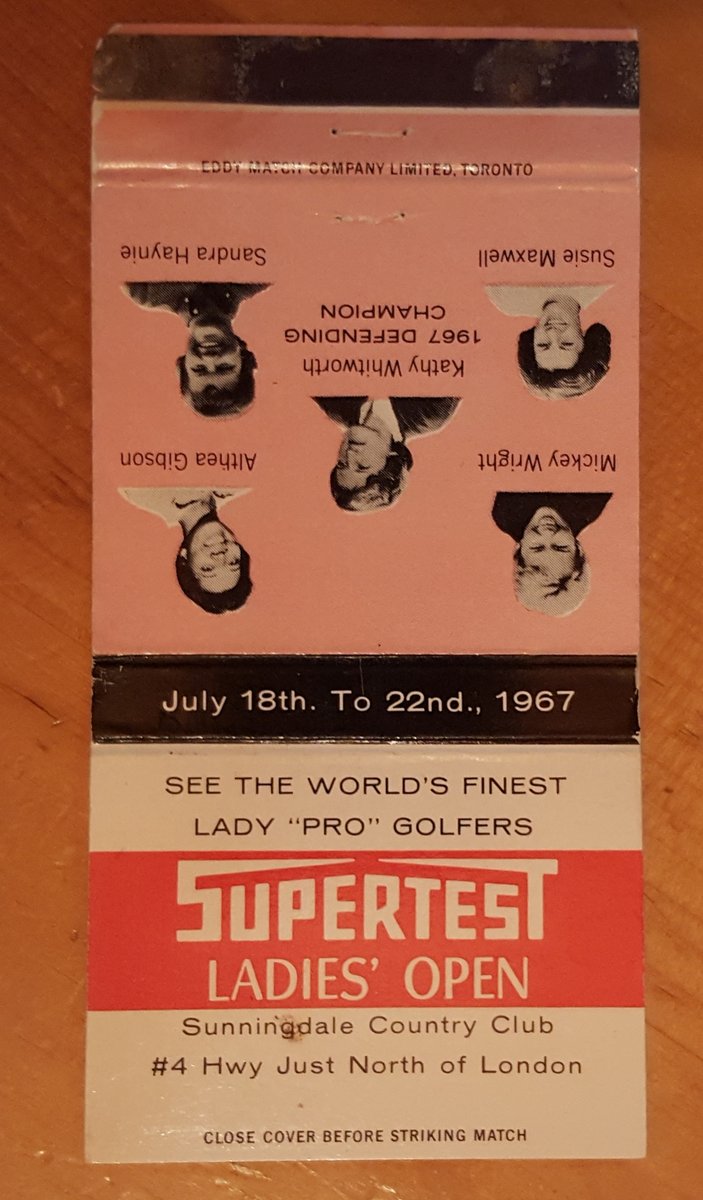 EDDY MATCH COMPANY LIMITED, TORONTO
Mickey Wright
Althea Gibson
Kathy Whitworth
1967 DEFENDING
CHAMPION
Susie Maxwell
Sandra Haynie
July 18th. To 22nd., 1967
SEE THE WORLD'S FINEST
LADY "PRO" GOLFERS
SUPERTEST
LADIES' OPEN
Sunningdale Country Club
#4 Hwy Just North of London
CLOSE COVER BEFORE STRIKING MATCH